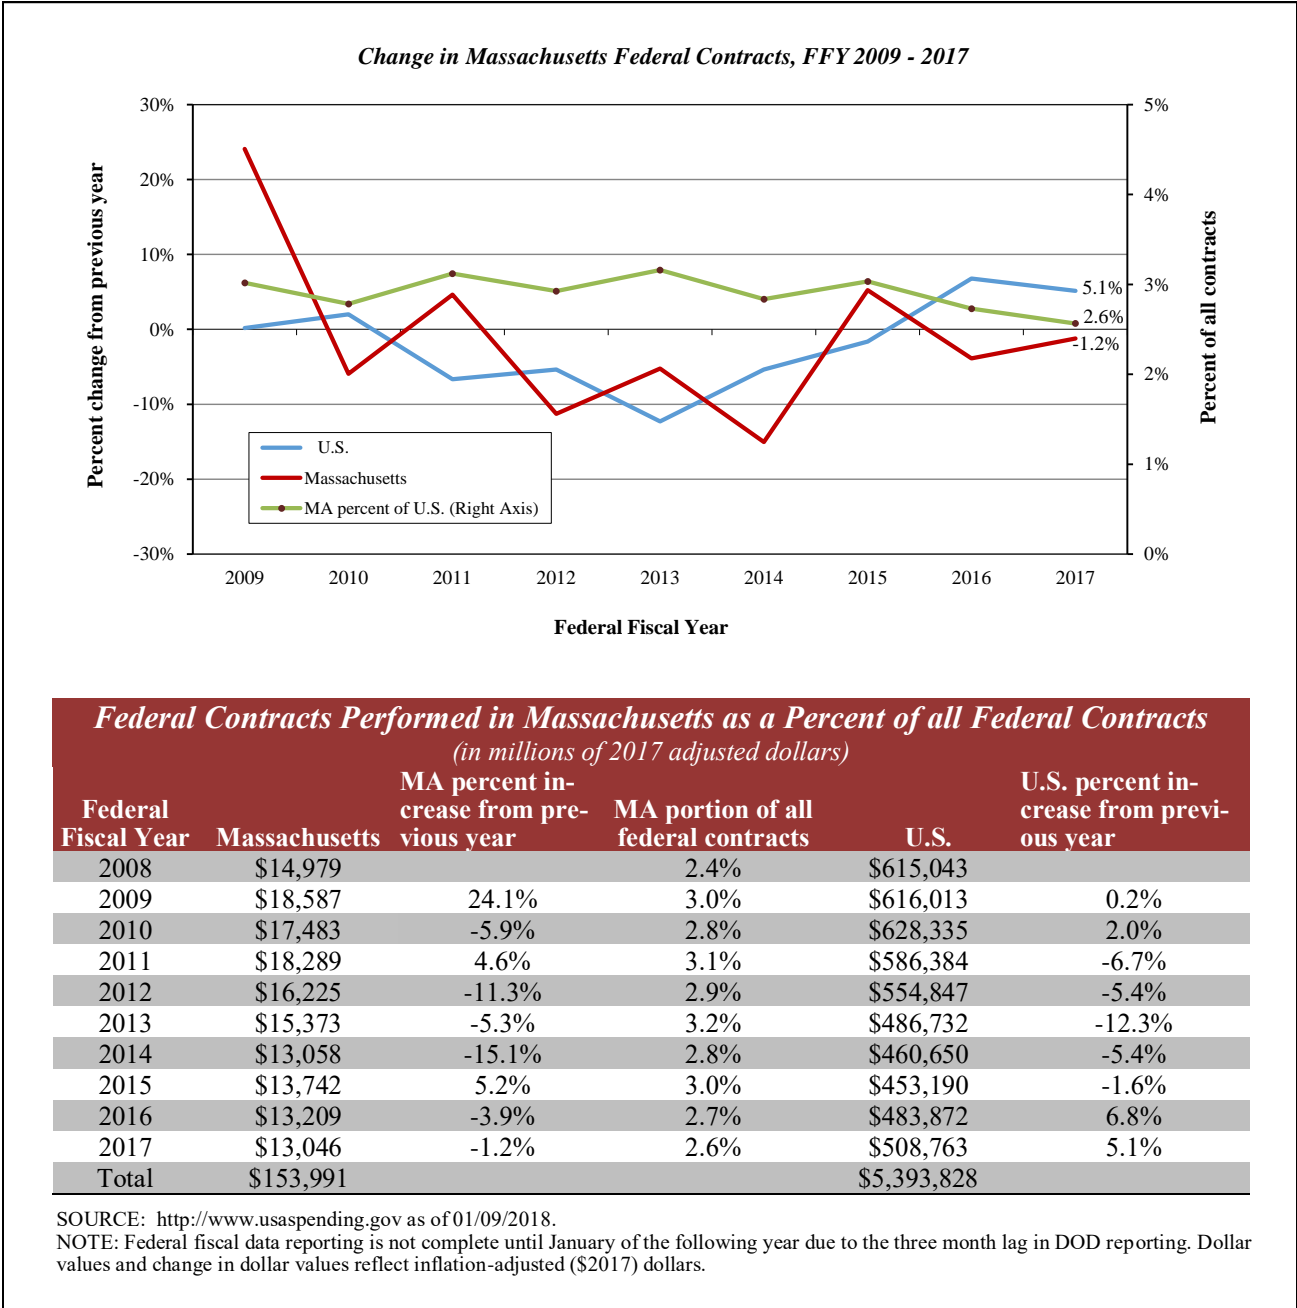 Change in Massachusetts Federal Contracts, FFY 2009 - 2017
30%
20%
10%
0%
-10%
-20%
-30%
Percent change from previous year
5%
4%
3%
2%
1%
0%
Percent of all contracts
5.1%
2.6%
-1.2%
U.S.
Massachusetts
MA percent of U.S. (Right Axis)
2009 2010 2011 2012 2013 2014 2015 2016 2017
Federal Fiscal Year
Federal Contracts Performed in Massachusetts as a Percent of all Federal Contracts
(in millions of 2017 adjusted dollars)
Federal
Fiscal Year
Massachusetts
MA percent in-
crease from pre-
vious year
MA portion of all
federal contracts
U.S.
U.S. percent in-
crease from previ-
ous year
2008 $14,979 2.4% $615,043
2009 $18,587 24.1% 3.0% $616,013 0.2%
2010 $17,483 -5.9% 2.8% $628,335 2.0%
2011 $18,289 4.6% 3.1% $586,384 -6.7%
2012 $16,225 -11.3% 2.9% $554,847 -5.4%
2013 $15,373 -5.3% 3.2% $486,732 -12.3%
2014 $13,058 -15.1% 2.8% $460,650 -5.4%
2015 $13,742 5.2% 3.0% $453,190 -1.6%
2016 $13,209 -3.9% 2.7% $483,872 6.8%
2017 $13,046 -1.2% 2.6% $508,763 5.1%
Total $153,991 $5,393,828
SOURCE: http://www.usaspending.gov as of 01/09/2018.
NOTE: Federal fiscal data reporting is not complete until January of the following year due to the three month lag in DOD reporting. Dollar
values and change in dollar values reflect inflation-adjusted ($2017) dollars.